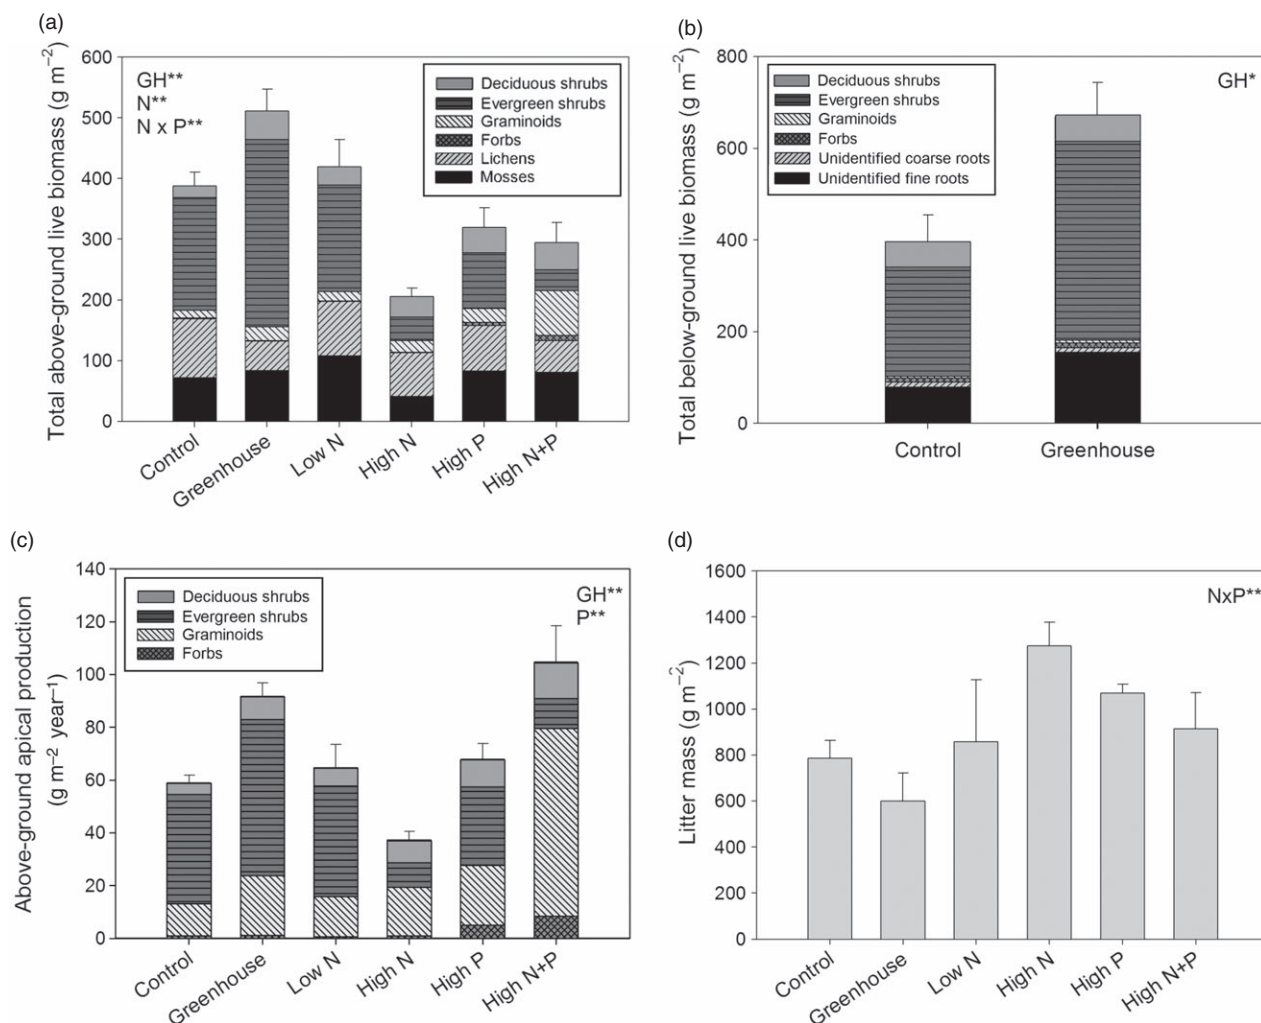 (a)
Total above-ground live biomass (g m−2)
600
500
400
300
200
100
0
GH**
N**
N x P**
Deciduous shrubs
Evergreen shrubs
Graminoids
Forbs
Lichens
Mosses
Control
Greenhouse
Low N
High N
High P
High N+P
(b)
Total below-ground live biomass (g m−2)
800
600
400
200
0
Deciduous shrubs
Evergreen shrubs
Graminoids
Forbs
Unidentified coarse roots
Unidentified fine roots
GH*
Control
Greenhouse
(c)
Above-ground apical production
(g m−2 year−1)
140
120
100
80
60
40
20
0
Deciduous shrubs
Evergreen shrubs
Graminoids
Forbs
GH**
P**
Control
Greenhouse
Low N
High N
High P
High N+P
(d)
Litter mass (g m−2)
1600
1400
1200
1000
800
600
400
200
0
NxP**
Control
Greenhouse
Low N
High N
High P
High N+P